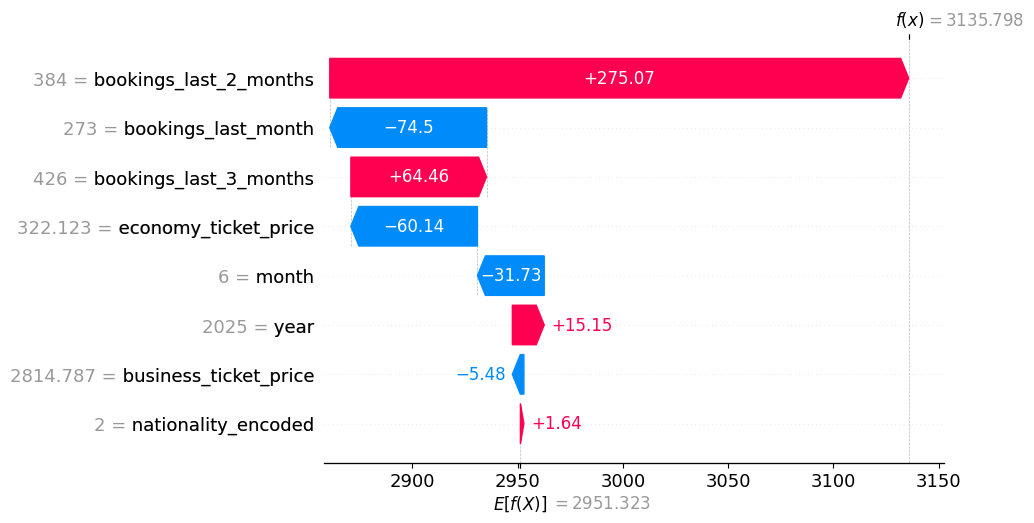 f(x) = 3135.798
384 = bookings_last_2_months
+275.07
273 = bookings_last_month
−74.5
426 = bookings_last_3_months
+64.46
322.123 = economy_ticket_price
−60.14
6 = month
−31.73
2025 = year
+15.15
2814.787 = business_ticket_price
−5.48
2 = nationality_encoded
+1.64
2900 2950 3000 3050 3100 3150
E[f(X)] = 2951.323